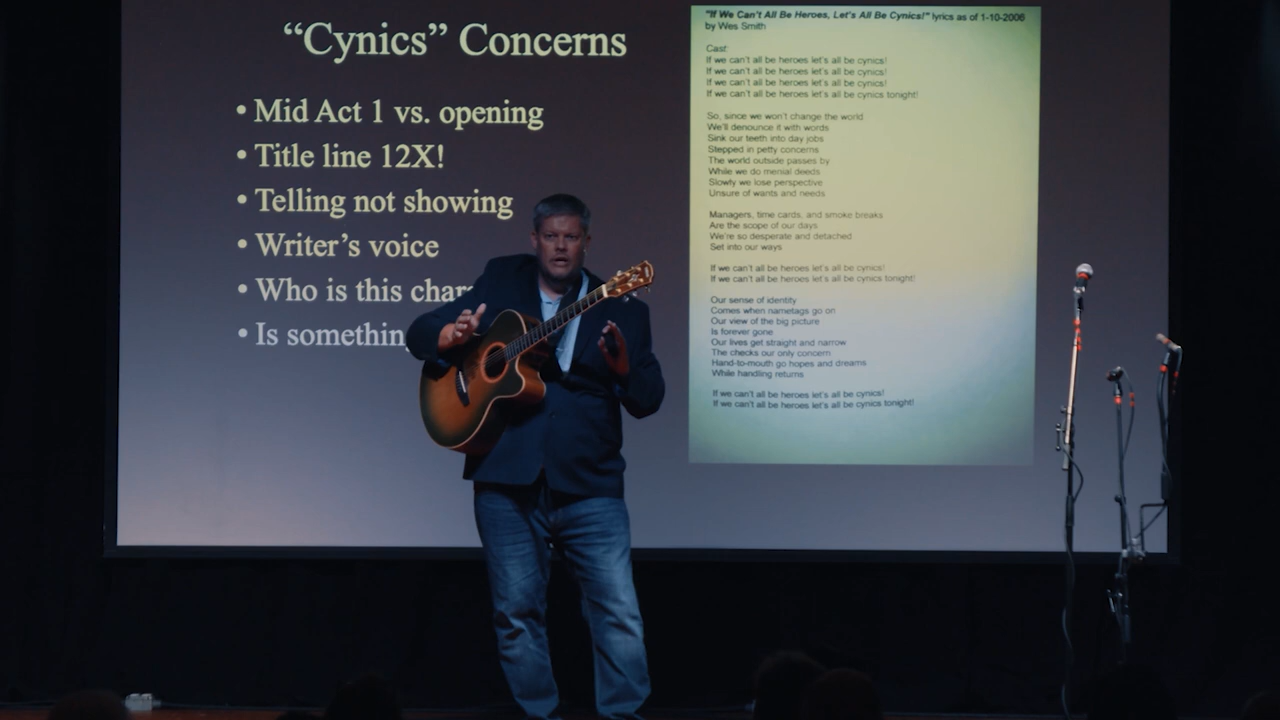 “Cynics” Concerns
• Mid Act 1 vs. opening
• Title line 12X!
• Telling not showing
• Writer’s voice
• Who is this
• Is
"If We Can't All Be Heroes, Let's All Be Cynics!" lyrics as of 1-10-2006
by Wes Smith
Cast:
If we can't all be heroes let's all be cynics!
If we can't all be heroes let's all be cynics!
If we can't all be heroes let's all be cynics!
If we can't all be heroes let's all be cynics tonight!
So, since we won't change the world
We'll denounce it with words
Sink our teeth into day jobs
Stepped in petty concerns
The world outside passes by
While we do menial deeds
Slowly we lose perspective
Unsure of wants and needs
Managers, time cards, and smoke breaks
Are the scope of our days
We're so desperate and detached
Set into our ways
If we can't all be heroes let's all be cynics!
If we can't all be heroes let's all be cynics tonight!
Our sense of identity
Comes when nametags go on
Our view of the big picture
Is forever gone
Our lives get straight and narrow
The checks our only concern
Hand-to-mouth go hopes and dreams
While handling returns
If we can't all be heroes let's all be cynics!
If we can't all be heroes let's all be cynics tonight!